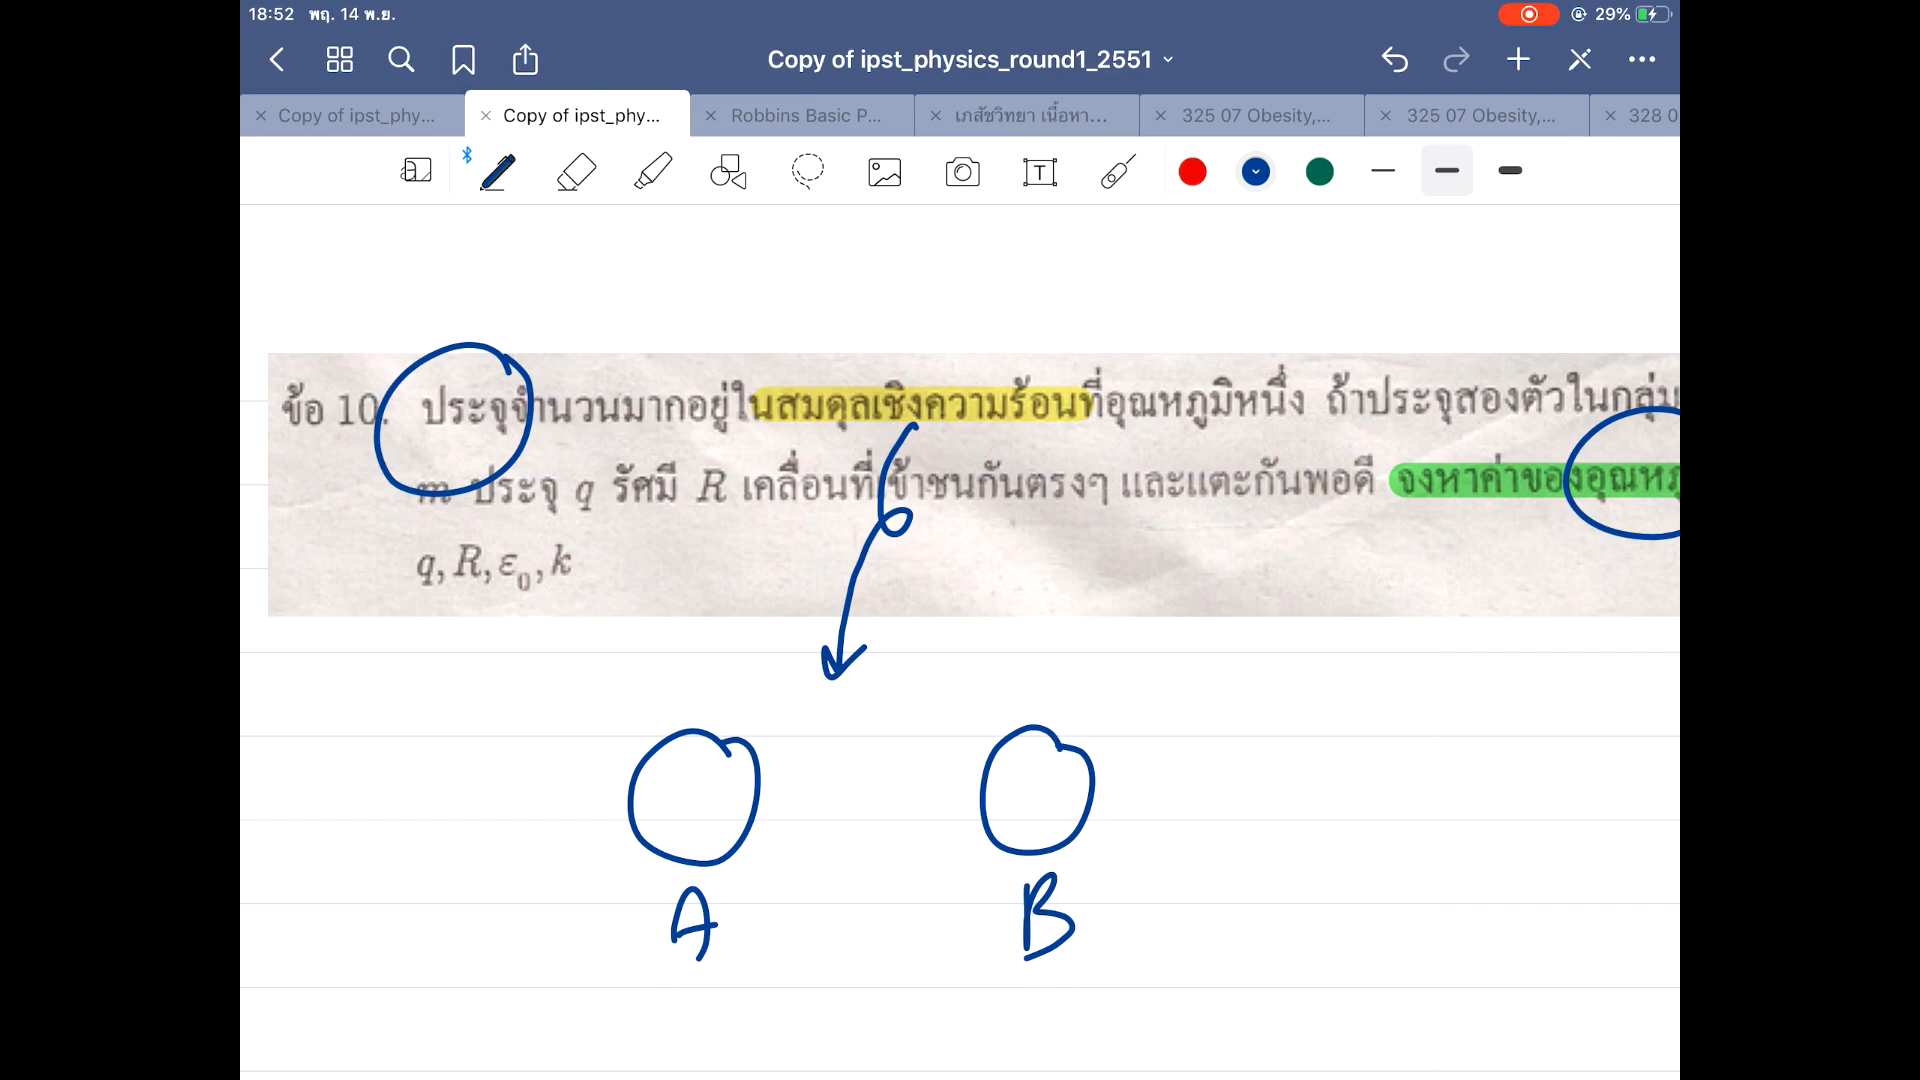 18:52 พฤ. 14 พ.ย.
29%
Copy of ipst_physics_round1_2551
Copy of ipst_phy...
Copy of ipst_phy...
Robbins Basic P...
เภสัชวิทยา เนื้อหา...
325 07 Obesity,...
325 07 Obesity,...
328 0
ข้อ 10. ประจุจำนวนมากอยู่ในสมดุลเชิงความร้อนที่อุณหภูมิหนึ่ง ถ้าประจุสองตัวในกลุ่ม
m ประจุ q รัศมี R เคลื่อนที่เข้าชนกันตรงๆ และแตะกันพอดี จงหาค่าของอุณหภู
q, R, ε₀, k
A B